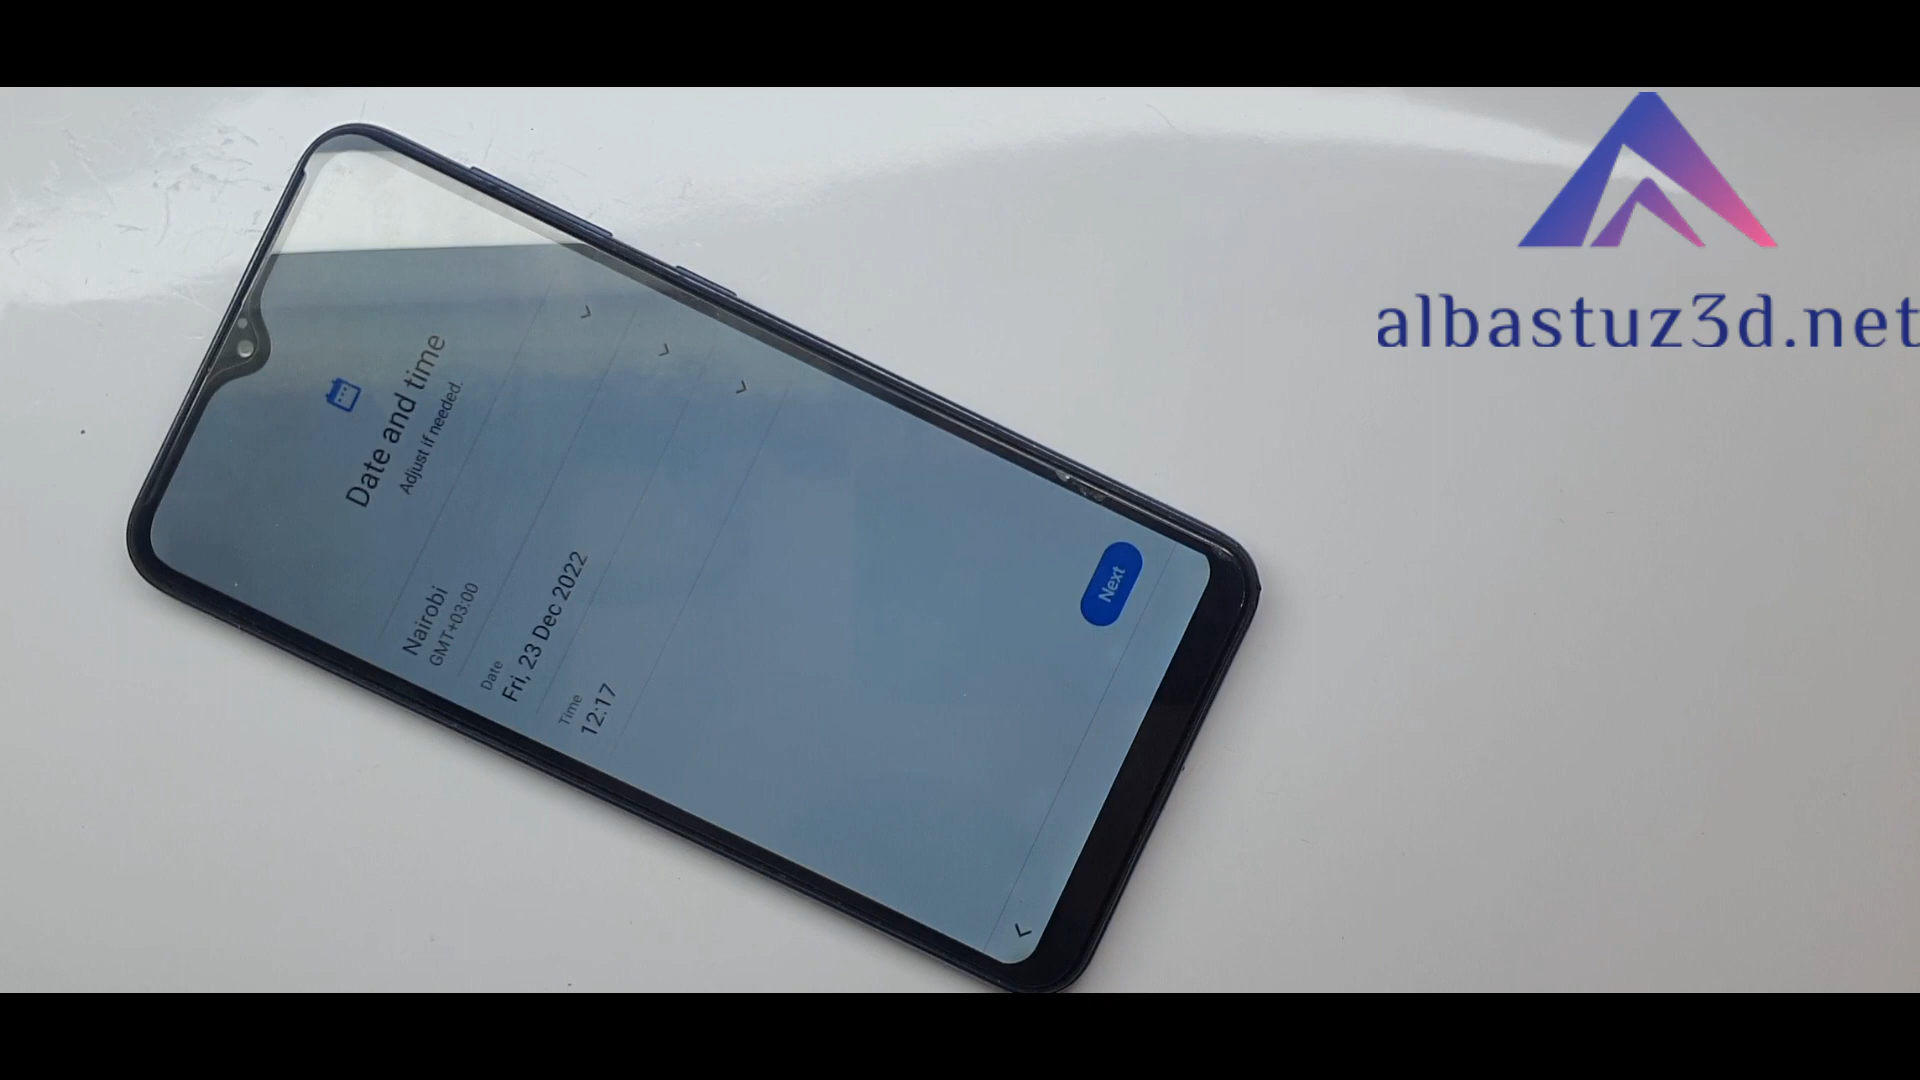 Date and time
Adjust if needed.
Nairobi
GMT+03:00
Date
Fri, 23 Dec 2022
Time
12:17
Next
albastuz3d.net